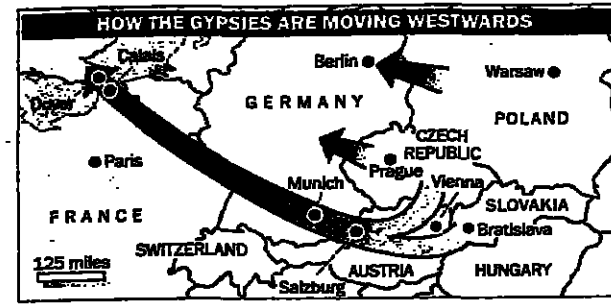 HOW THE GYPSIES ARE MOVING WESTWARDS
Calais
Dover
Berlin
Warsaw
GERMANY
POLAND
CZECH
REPUBLIC
Paris
Prague
Munich
Vienna
SLOVAKIA
FRANCE
Bratislava
SWITZERLAND
125 miles
AUSTRIA
HUNGARY
Salzburg